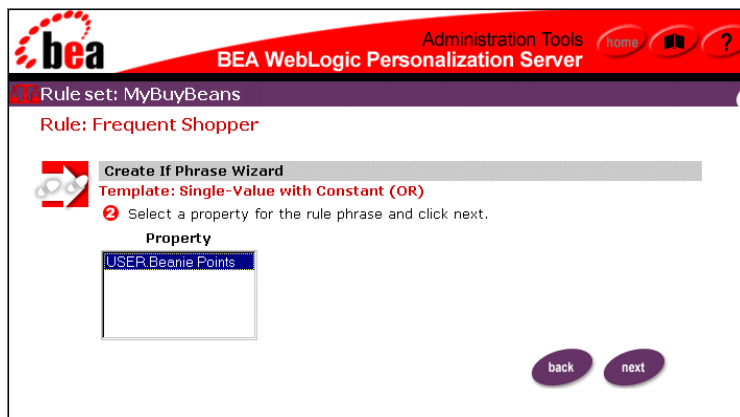 bea
Administration Tools
BEA WebLogic Personalization Server
home
?
Rule set: MyBuyBeans
Rule: Frequent Shopper
Create If Phrase Wizard
Template: Single-Value with Constant (OR)
2 Select a property for the rule phrase and click next.
Property
USER.Beanie Points
back
next